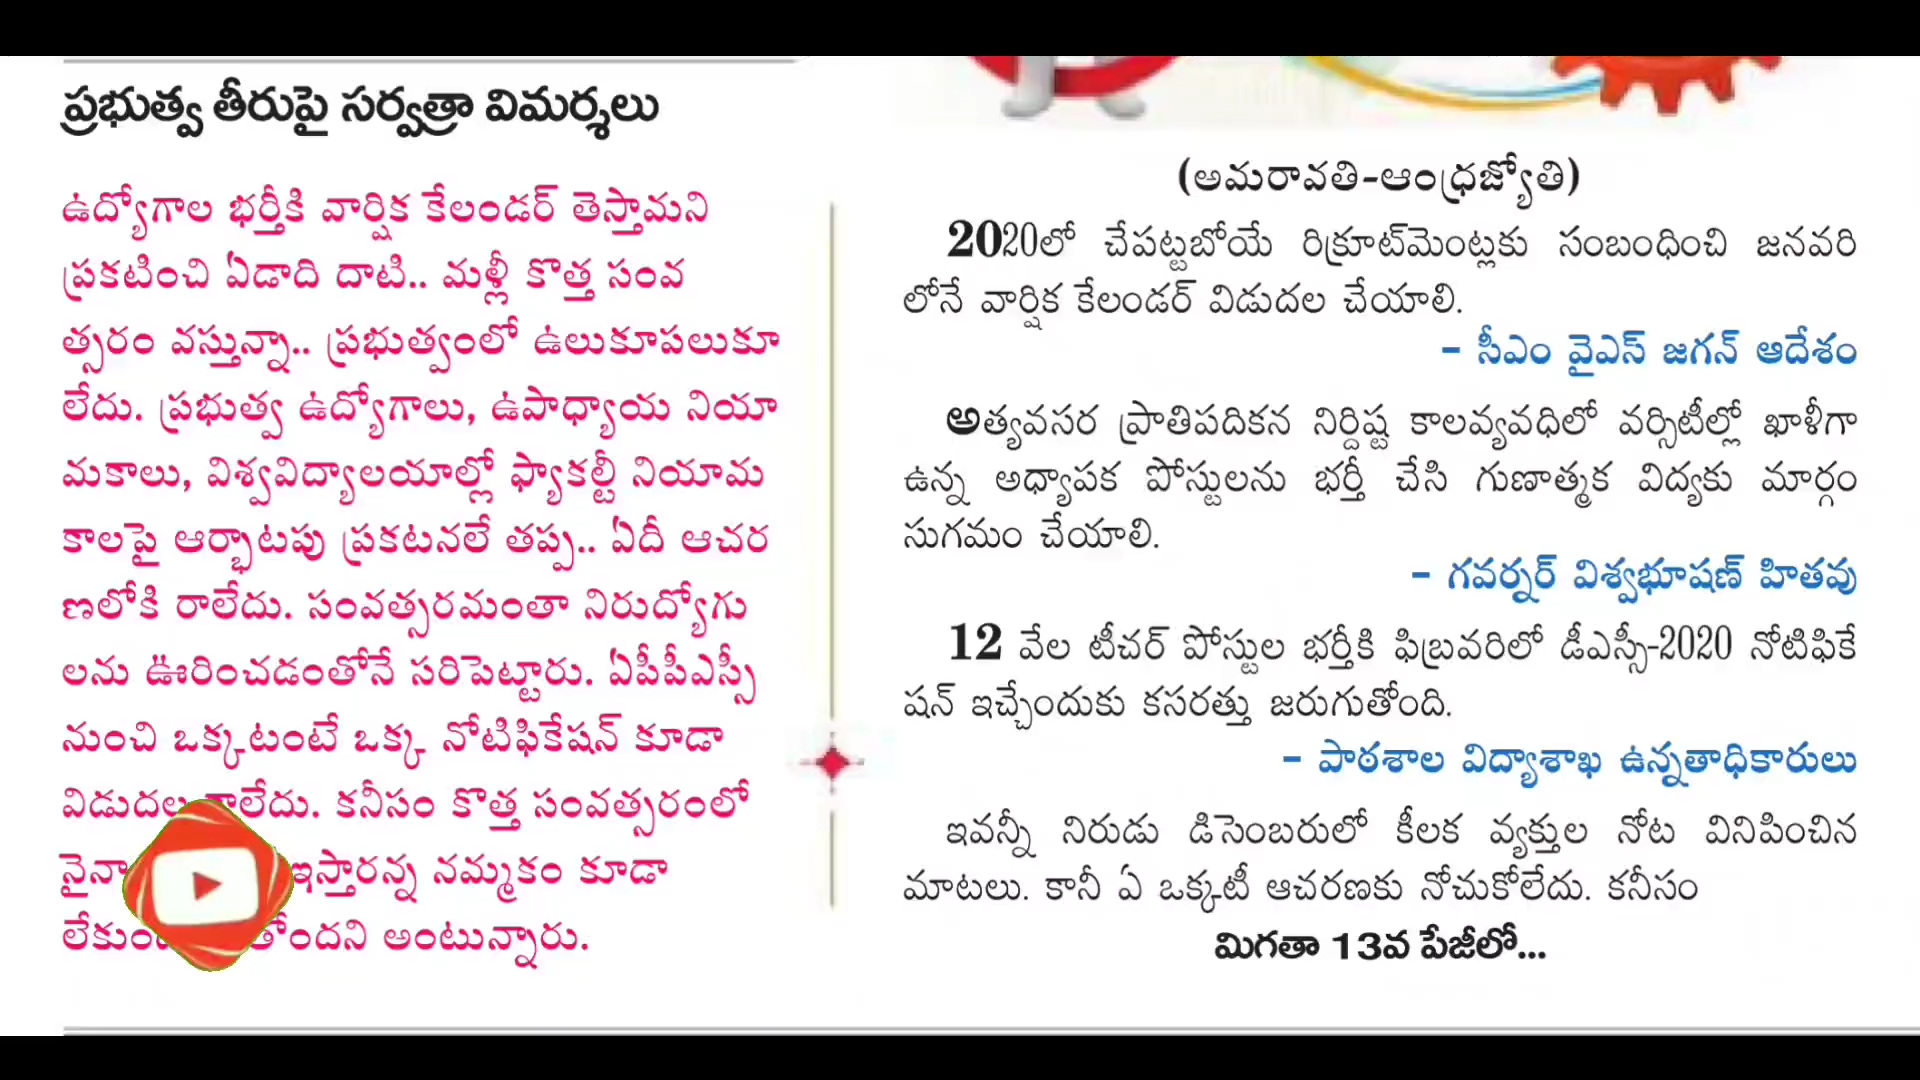 ప్రభుత్వ తీరుపై సర్వత్రా విమర్శలు
ఉద్యోగాల భర్తీకి వార్షిక కేలండర్ తెస్తామని
ప్రకటించి ఏడాది దాటి.. మళ్లీ కొత్త సంవ
త్సరం వస్తున్నా.. ప్రభుత్వంలో ఉలుకూపలుకూ
లేదు. ప్రభుత్వ ఉద్యోగాలు, ఉపాధ్యాయ నియా
మకాలు, విశ్వవిద్యాలయాల్లో ఫ్యాకల్టీ నియామ
కాలపై ఆర్భాటపు ప్రకటనలే తప్ప.. ఏదీ ఆచర
ణలోకి రాలేదు. సంవత్సరమంతా నిరుద్యోగు
లను ఊరించడంతోనే సరిపెట్టారు. ఏపీపీఎస్సీ
నుంచి ఒక్కటంటే ఒక్క నోటిఫికేషన్ కూడా
విడుదల కాలేదు. కనీసం కొత్త సంవత్సరంలో
నైనా ఇస్తారన్న నమ్మకం కూడా
అంటున్నారు.
(అమరావతి-ఆంధ్రజ్యోతి)
2020లో చేపట్టబోయే రిక్రూట్‌మెంట్లకు సంబంధించి జనవరి
లోనే వార్షిక కేలండర్ విడుదల చేయాలి.
- సీఎం వైఎస్ జగన్ ఆదేశం
అత్యవసర ప్రాతిపదికన నిర్దిష్ట కాలవ్యవధిలో వర్సిటీల్లో ఖాళీగా
ఉన్న అధ్యాపక పోస్టులను భర్తీ చేసి గుణాత్మక విద్యకు మార్గం
సుగమం చేయాలి.
- గవర్నర్ విశ్వభూషణ్ హితవు
12 వేల టీచర్ పోస్టుల భర్తీకి ఫిబ్రవరిలో డీఎస్సీ-2020 నోటిఫికే
షన్ ఇచ్చేందుకు కసరత్తు జరుగుతోంది.
- పాఠశాల విద్యాశాఖ ఉన్నతాధికారులు
ఇవన్నీ నిరుడు డిసెంబరులో కీలక వ్యక్తుల నోట వినిపించిన
మాటలు. కానీ ఏ ఒక్కటీ ఆచరణకు నోచుకోలేదు. కనీసం
మిగతా 13వ పేజీలో...